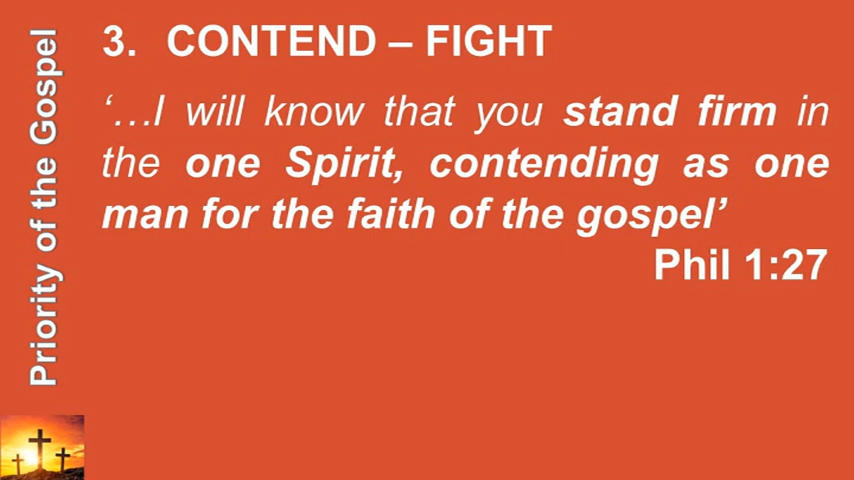 3. CONTEND – FIGHT
‘…I will know that you stand firm in
the one Spirit, contending as one
man for the faith of the gospel’
Phil 1:27
Priority of the Gospel